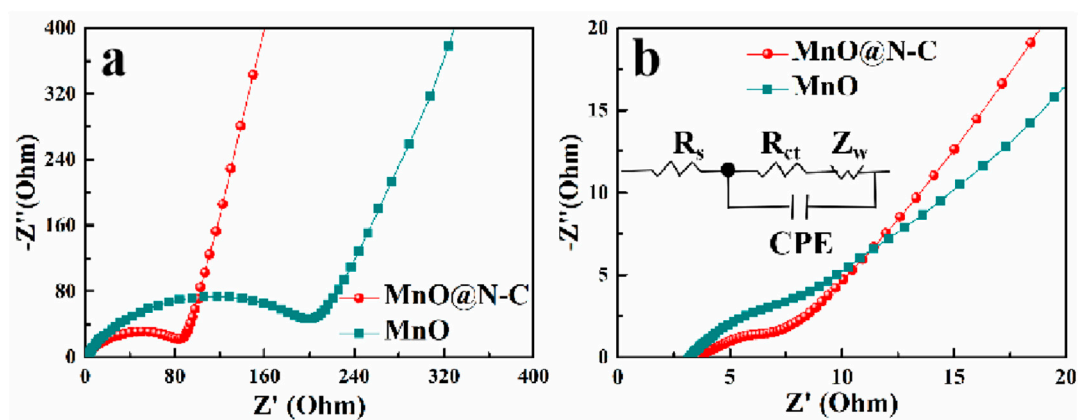 a
400
320
240
160
80
0
-Z''(Ohm)
MnO@N-C
MnO
0 80 160 240 320 400
Z' (Ohm)
b
20
15
10
5
0
-Z''(Ohm)
MnO@N-C
MnO
Rs Rct Zw
CPE
0 5 10 15 20
Z' (Ohm)